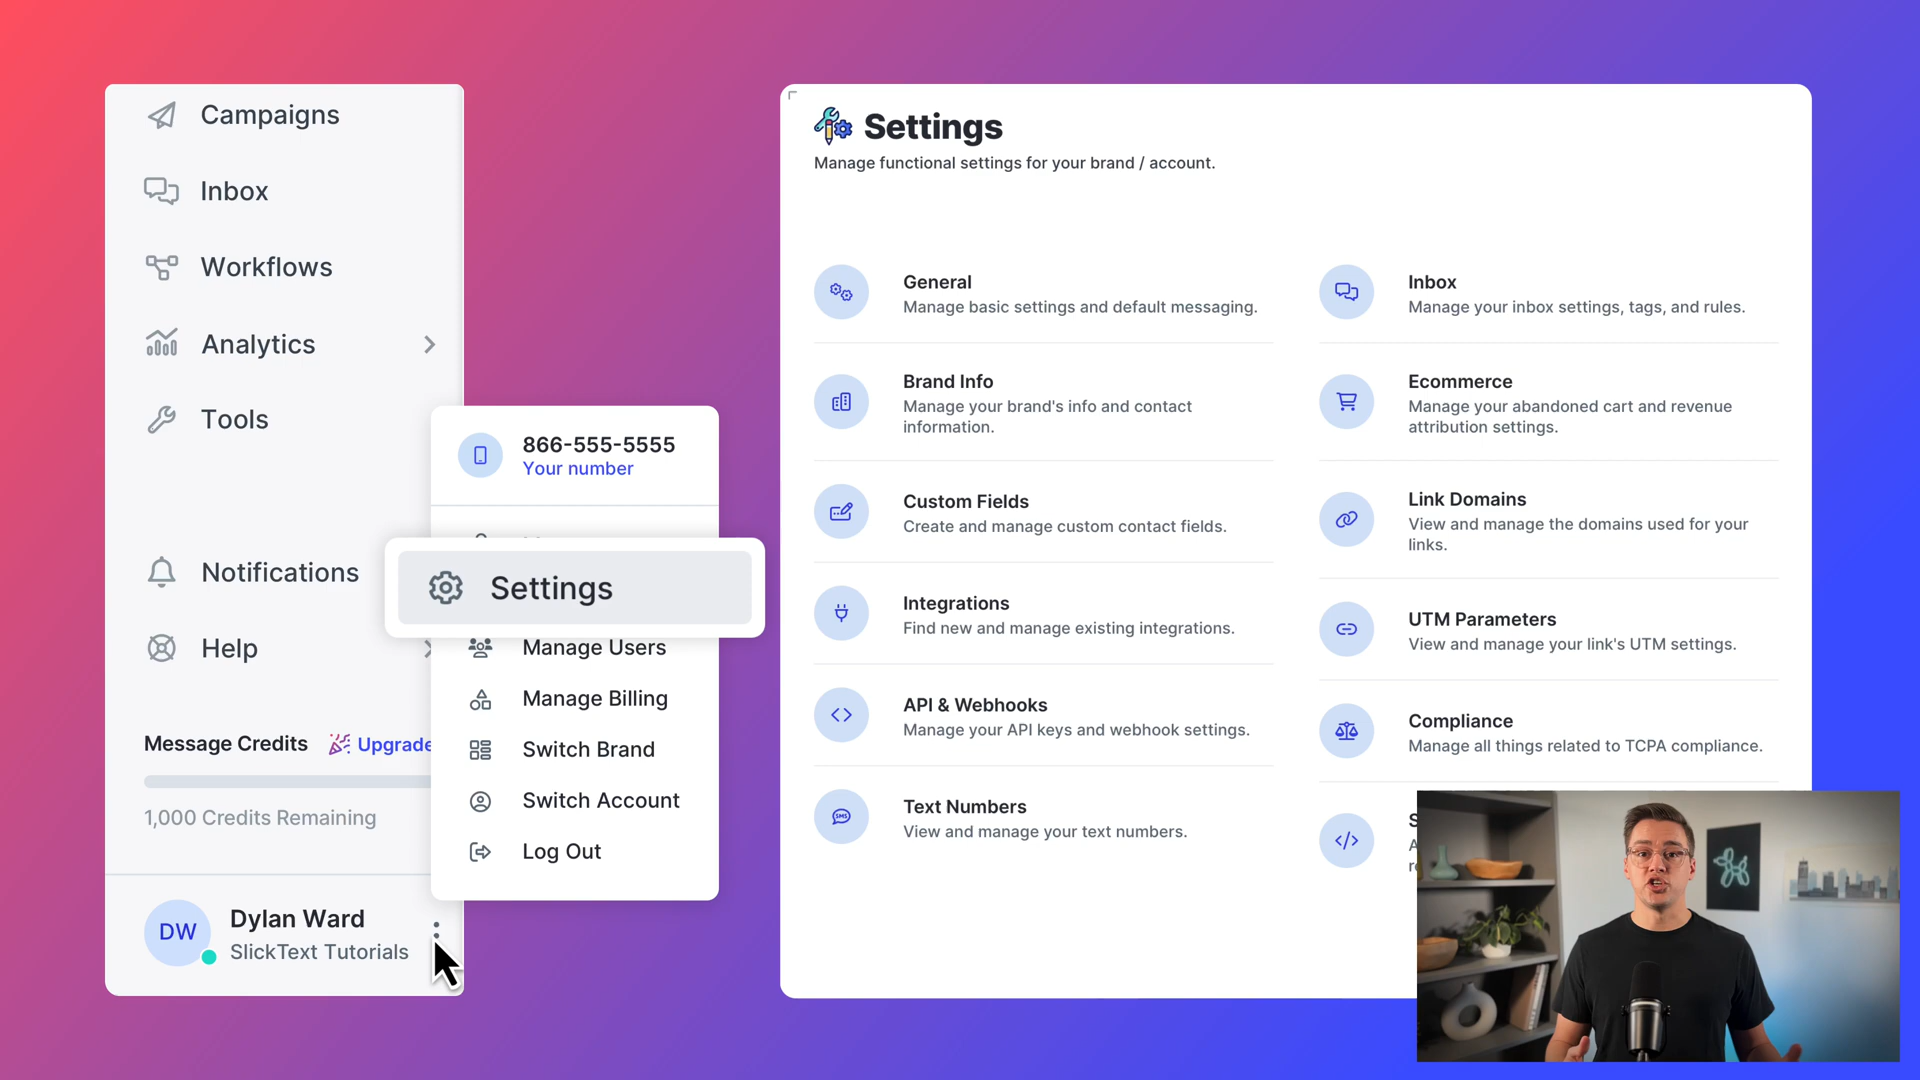 Campaigns
Inbox
Workflows
Analytics
Tools
Notifications
Help
Message Credits
Upgrade
1,000 Credits Remaining
DW
Dylan Ward
SlickText Tutorials
866-555-5555
Your number
Settings
Manage Users
Manage Billing
Switch Brand
Switch Account
Log Out
Settings
Manage functional settings for your brand / account.
General
Manage basic settings and default messaging.
Brand Info
Manage your brand's info and contact
information.
Custom Fields
Create and manage custom contact fields.
Integrations
Find new and manage existing integrations.
API & Webhooks
Manage your API keys and webhook settings.
SMS
Text Numbers
View and manage your text numbers.
Inbox
Manage your inbox settings, tags, and rules.
Ecommerce
Manage your abandoned cart and revenue
attribution settings.
Link Domains
View and manage the domains used for your
links.
UTM Parameters
View and manage your link's UTM settings.
Compliance
Manage all things related to TCPA compliance.